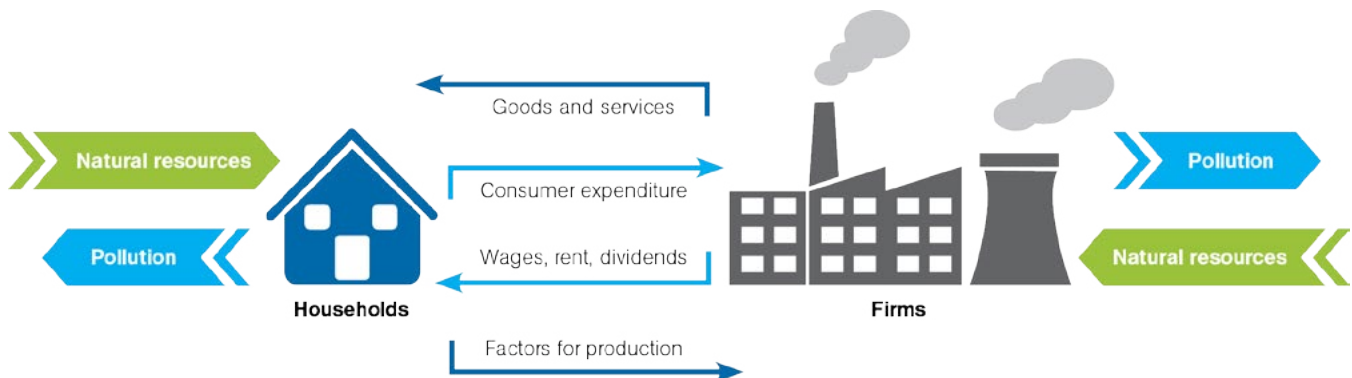 Goods and services
Natural resources
Consumer expenditure
Pollution
Pollution
Wages, rent, dividends
Natural resources
Households
Firms
Factors for production